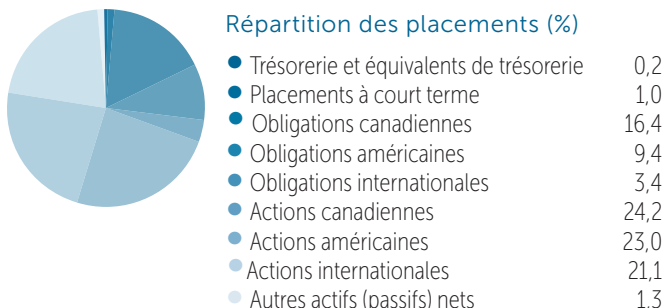 Répartition des placements (%)
Trésorerie et équivalents de trésorerie 0,2
Placements à court terme 1,0
Obligations canadiennes 16,4
Obligations américaines 9,4
Obligations internationales 3,4
Actions canadiennes 24,2
Actions américaines 23,0
Actions internationales 21,1
Autres actifs (passifs) nets 1,3